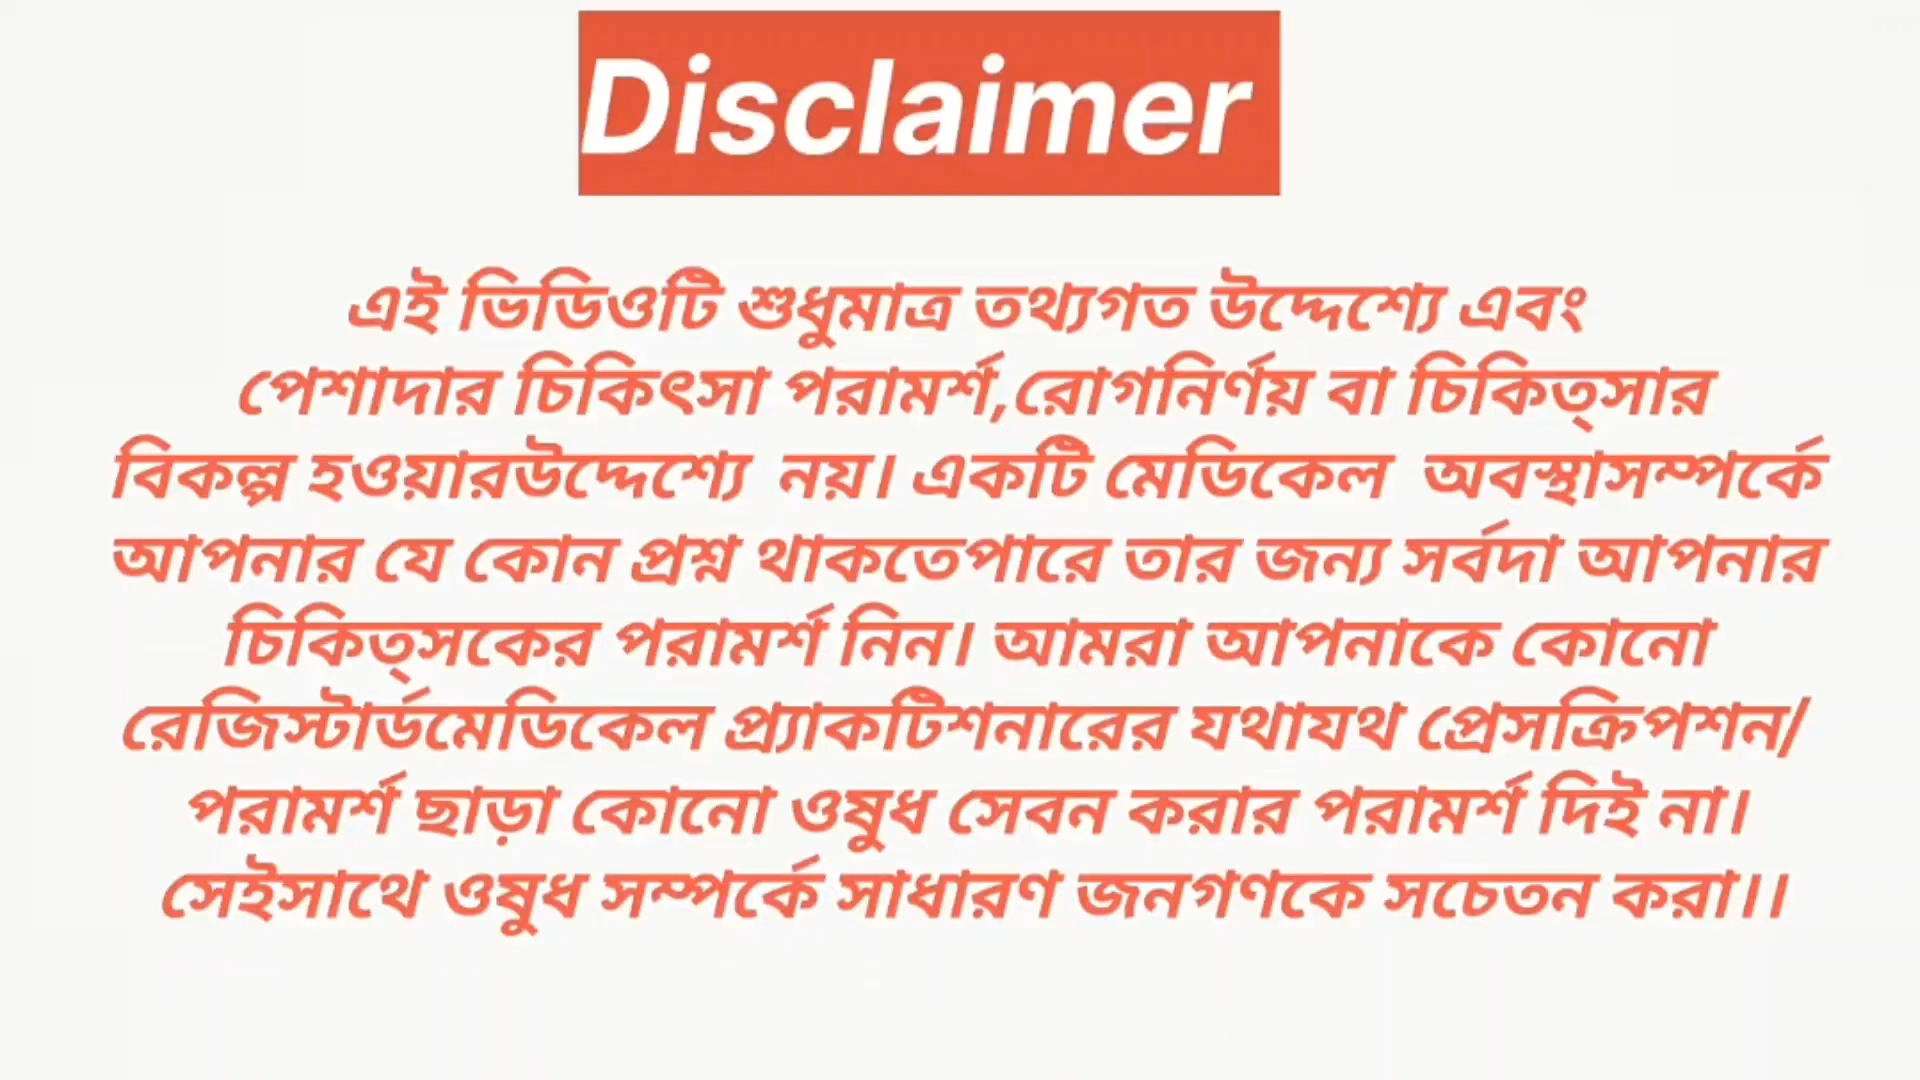 Disclaimer
এই ভিডিওটি শুধুমাত্র তথ্যগত উদ্দেশ্যে এবং
পেশাদার চিকিৎসা পরামর্শ,রোগনির্ণয় বা চিকিত্সার
বিকল্প হওয়ারউদ্দেশ্যে নয়। একটি মেডিকেল অবস্থাসম্পর্কে
আপনার যে কোন প্রশ্ন থাকতেপারে তার জন্য সর্বদা আপনার
চিকিত্সকের পরামর্শ নিন। আমরা আপনাকে কোনো
রেজিস্টার্ডমেডিকেল প্র্যাকটিশনারের যথাযথ প্রেসক্রিপশন/
পরামর্শ ছাড়া কোনো ওষুধ সেবন করার পরামর্শ দিই না।
সেইসাথে ওষুধ সম্পর্কে সাধারণ জনগণকে সচেতন করা।।